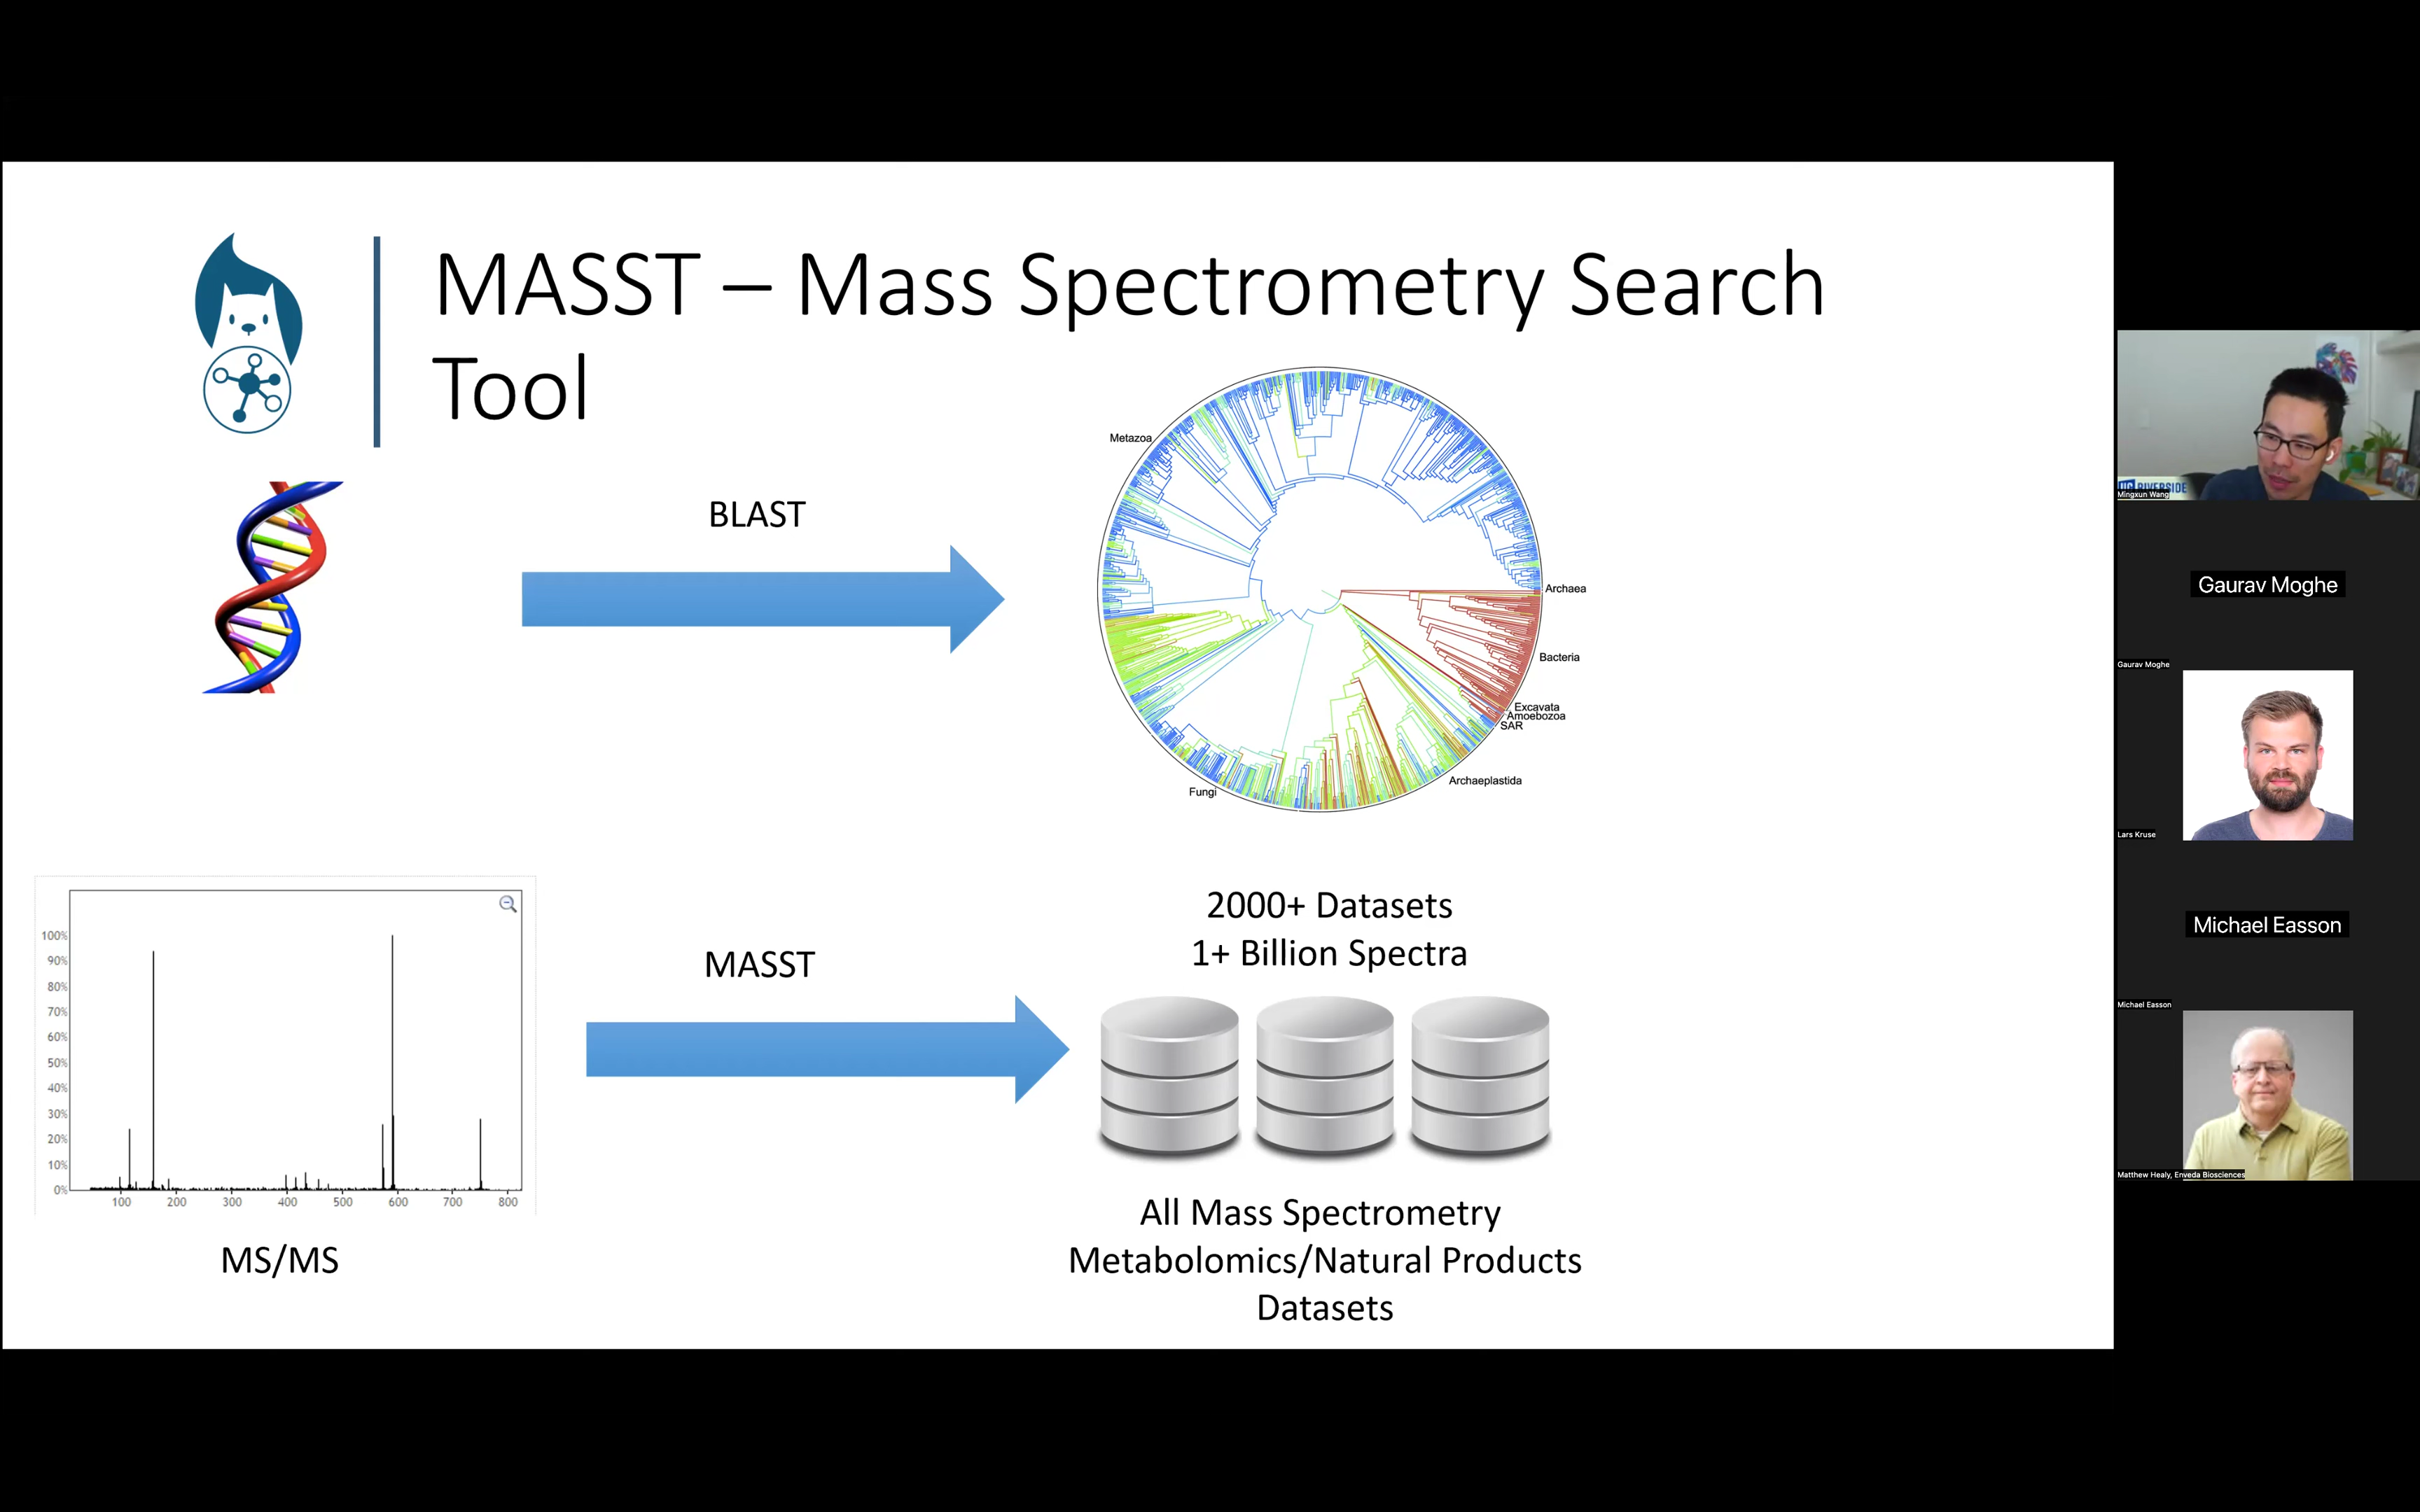 MASST – Mass Spectrometry Search
Tool
BLAST
Metazoa
Archaea
Bacteria
Excavata
Amoebozoa
SAR
Archaeplastida
Fungi
100%
90%
80%
70%
60%
50%
40%
30%
20%
10%
0%
100 200 300 400 500 600 700 800
MS/MS
MASST
2000+ Datasets
1+ Billion Spectra
All Mass Spectrometry
Metabolomics/Natural Products
Datasets
RIVERSIDE
Mingxun Wang
Gaurav Moghe
Gaurav Moghe
Lars Kruse
Michael Easson
Michael Easson
Matthew Healy, Enveda Biosciences